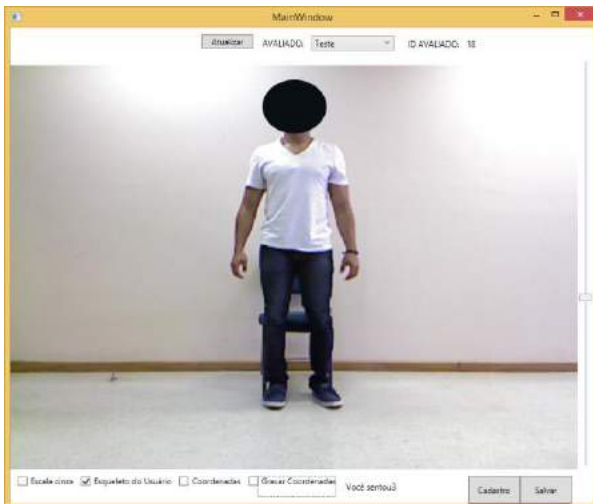 MainWindow
Atualizar AVALIADO: Teste ID AVALIADO: 18
Escala cinza Esqueleto do Usuário Coordenadas Gravar Coordenadas Você sentou3 Cadastro Salvar